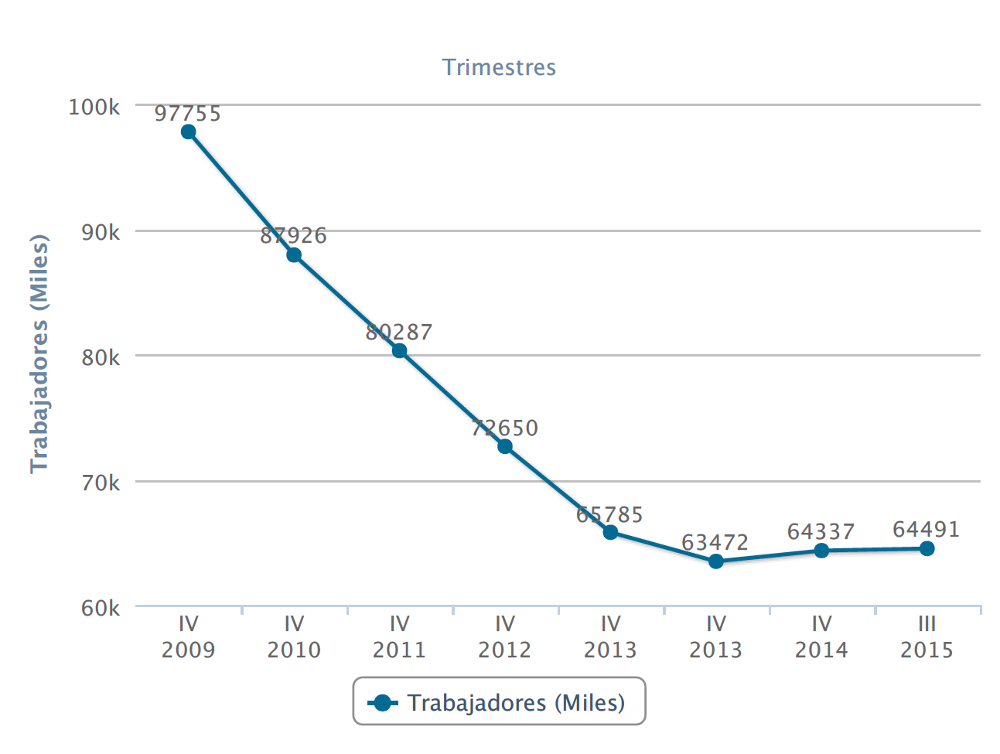 Trimestres
Trabajadores (Miles)
100k
90k
80k
70k
60k
97755
87926
80287
72650
65785
63472
64337
64491
IV
2009
IV
2010
IV
2011
IV
2012
IV
2013
IV
2013
IV
2014
III
2015
Trabajadores (Miles)